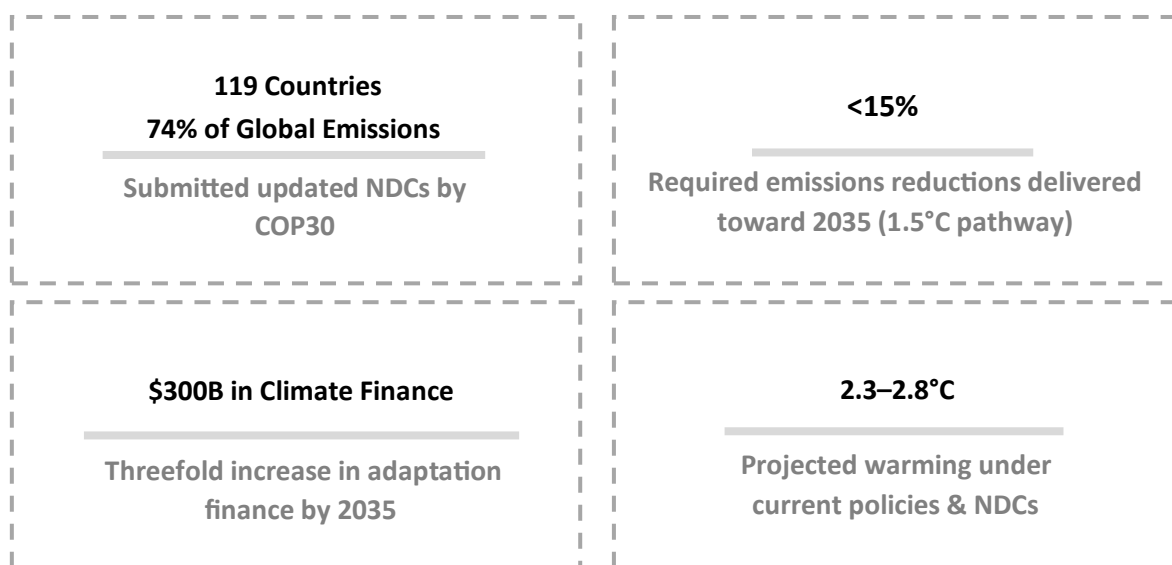 119 Countries
74% of Global Emissions
Submitted updated NDCs by
COP30
<15%
Required emissions reductions delivered
toward 2035 (1.5°C pathway)
$300B in Climate Finance
Threefold increase in adaptation
finance by 2035
2.3–2.8°C
Projected warming under
current policies & NDCs